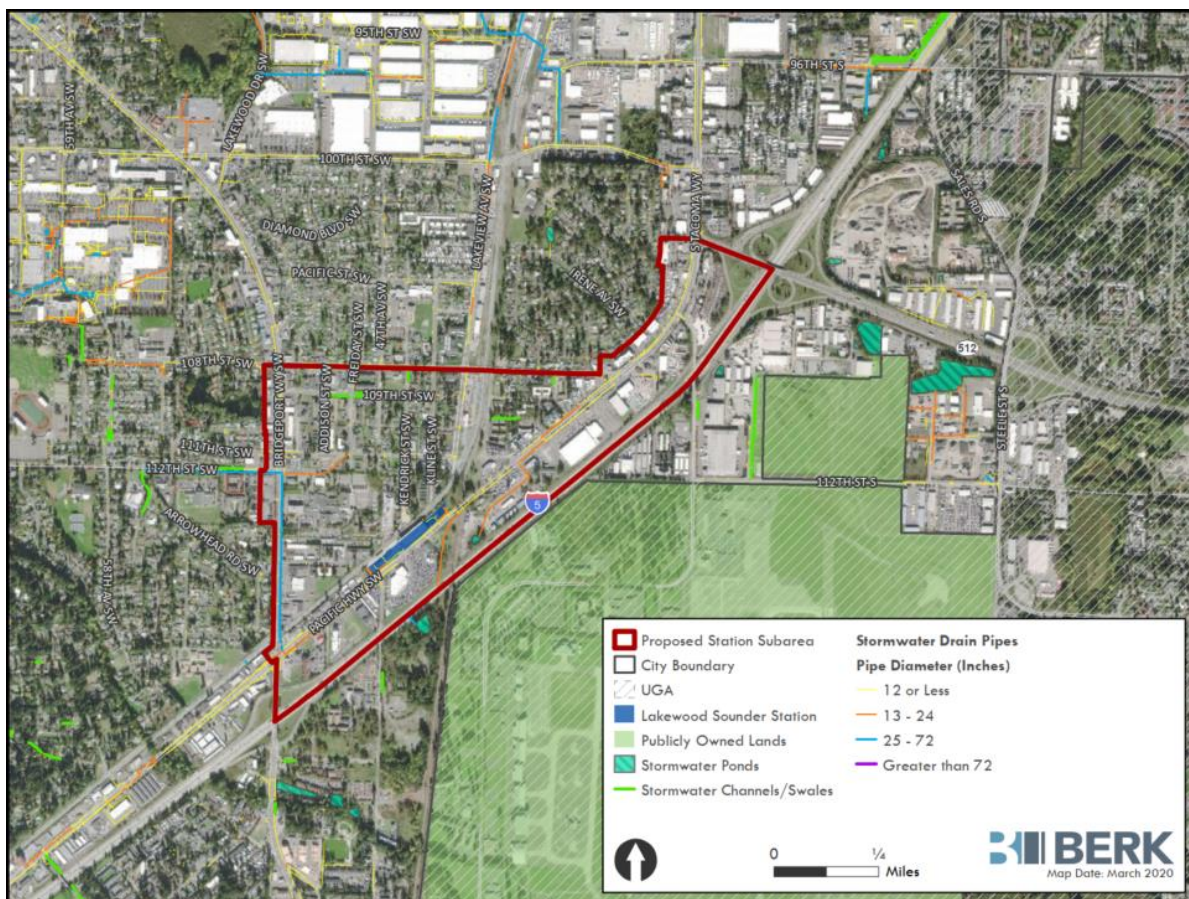 95TH ST SW
96TH ST S
59TH AV SW
LAKEWOOD DR SW
100TH ST SW
S TACOMA WY
SALES RD S
LAKEVIEW AV SW
DIAMOND BLVD SW
PACIFIC ST SW
IRENE AV SW
47TH AV SW
FREIDAY ST SW
512
108TH ST SW
BRIDGEPORT WY SW
ADDISON ST SW
109TH ST SW
STEELE ST S
KENDRICK ST SW
KLINE ST SW
111TH ST SW
112TH ST SW
112TH ST S
5
ARROWHEAD RD SW
58TH AV SW
PACIFIC HWY SW
Proposed Station Subarea
City Boundary
UGA
Lakewood Sounder Station
Publicly Owned Lands
Stormwater Ponds
Stormwater Channels/Swales
Stormwater Drain Pipes
Pipe Diameter (Inches)
12 or Less
13 - 24
25 - 72
Greater than 72
0 ¼
Miles
BERK
Map Date: March 2020